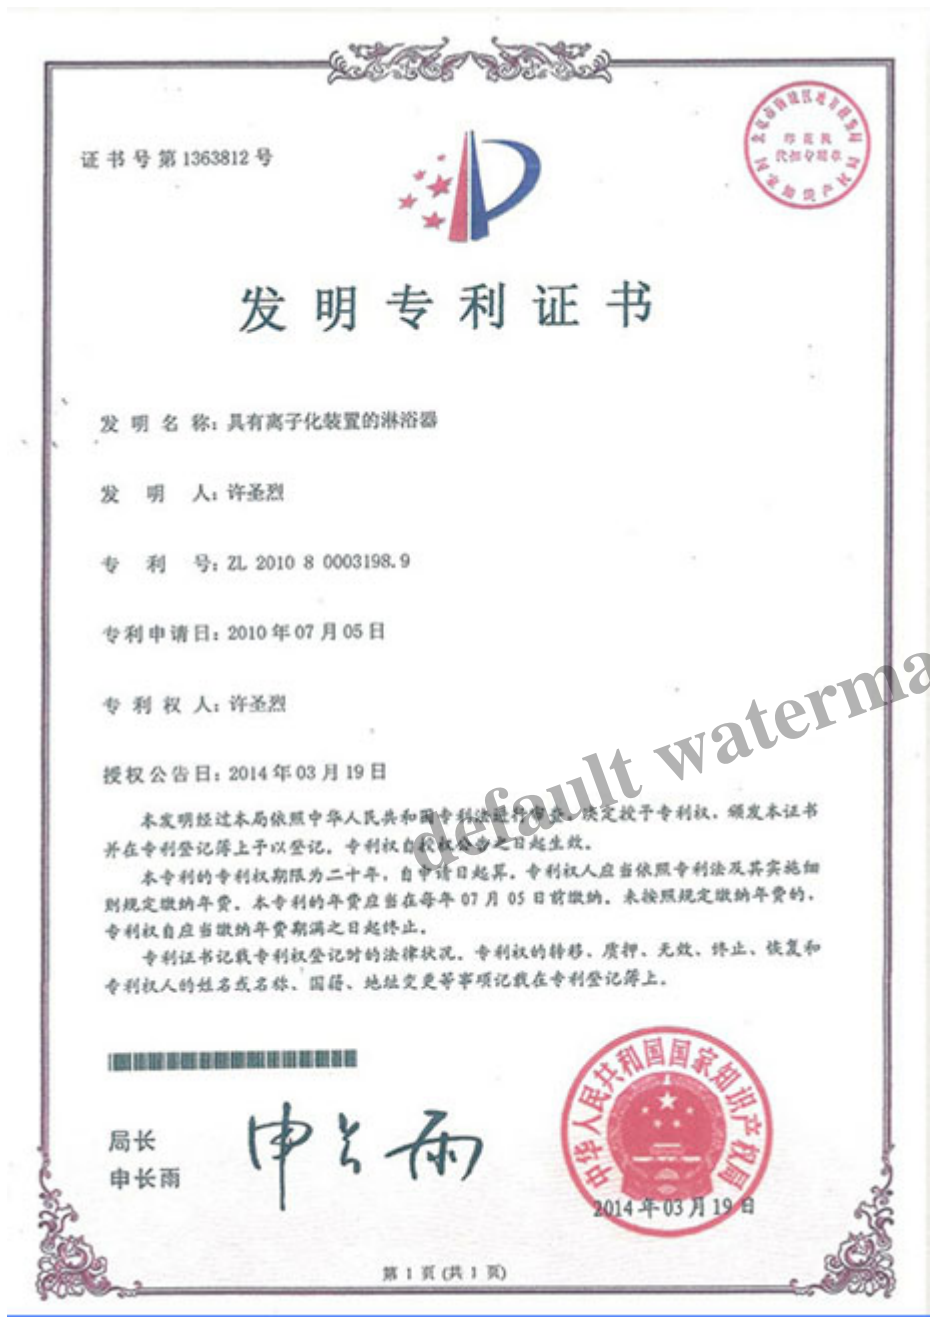 证书号第1363812号
发明专利证书
发明名称：具有离子化装置的淋浴器
发明人：许圣烈
专利号：ZL 2010 8 0003198.9
专利申请日：2010年07月05日
专利权人：许圣烈
授权公告日：2014年03月19日
default waterma
本发明经过本局依照中华人民共和国专利法进行审查，决定授予专利权，颁发本证书
并在专利登记簿上予以登记。专利权自授权公告之日起生效。
本专利的专利权期限为二十年，自申请日起算。专利权人应当依照专利法及其实施细
则规定缴纳年费。本专利的年费应当在每年07月05日前缴纳。未按照规定缴纳年费的，
专利权自应当缴纳年费期满之日起终止。
专利证书记载专利权登记时的法律状况。专利权的转移、质押、无效、终止、恢复和
专利权人的姓名或名称、国籍、地址变更等事项记载在专利登记簿上。
局长
申长雨
申长雨
中华人民共和国国家知识产权局
2014年03月19日
第1页(共1页)